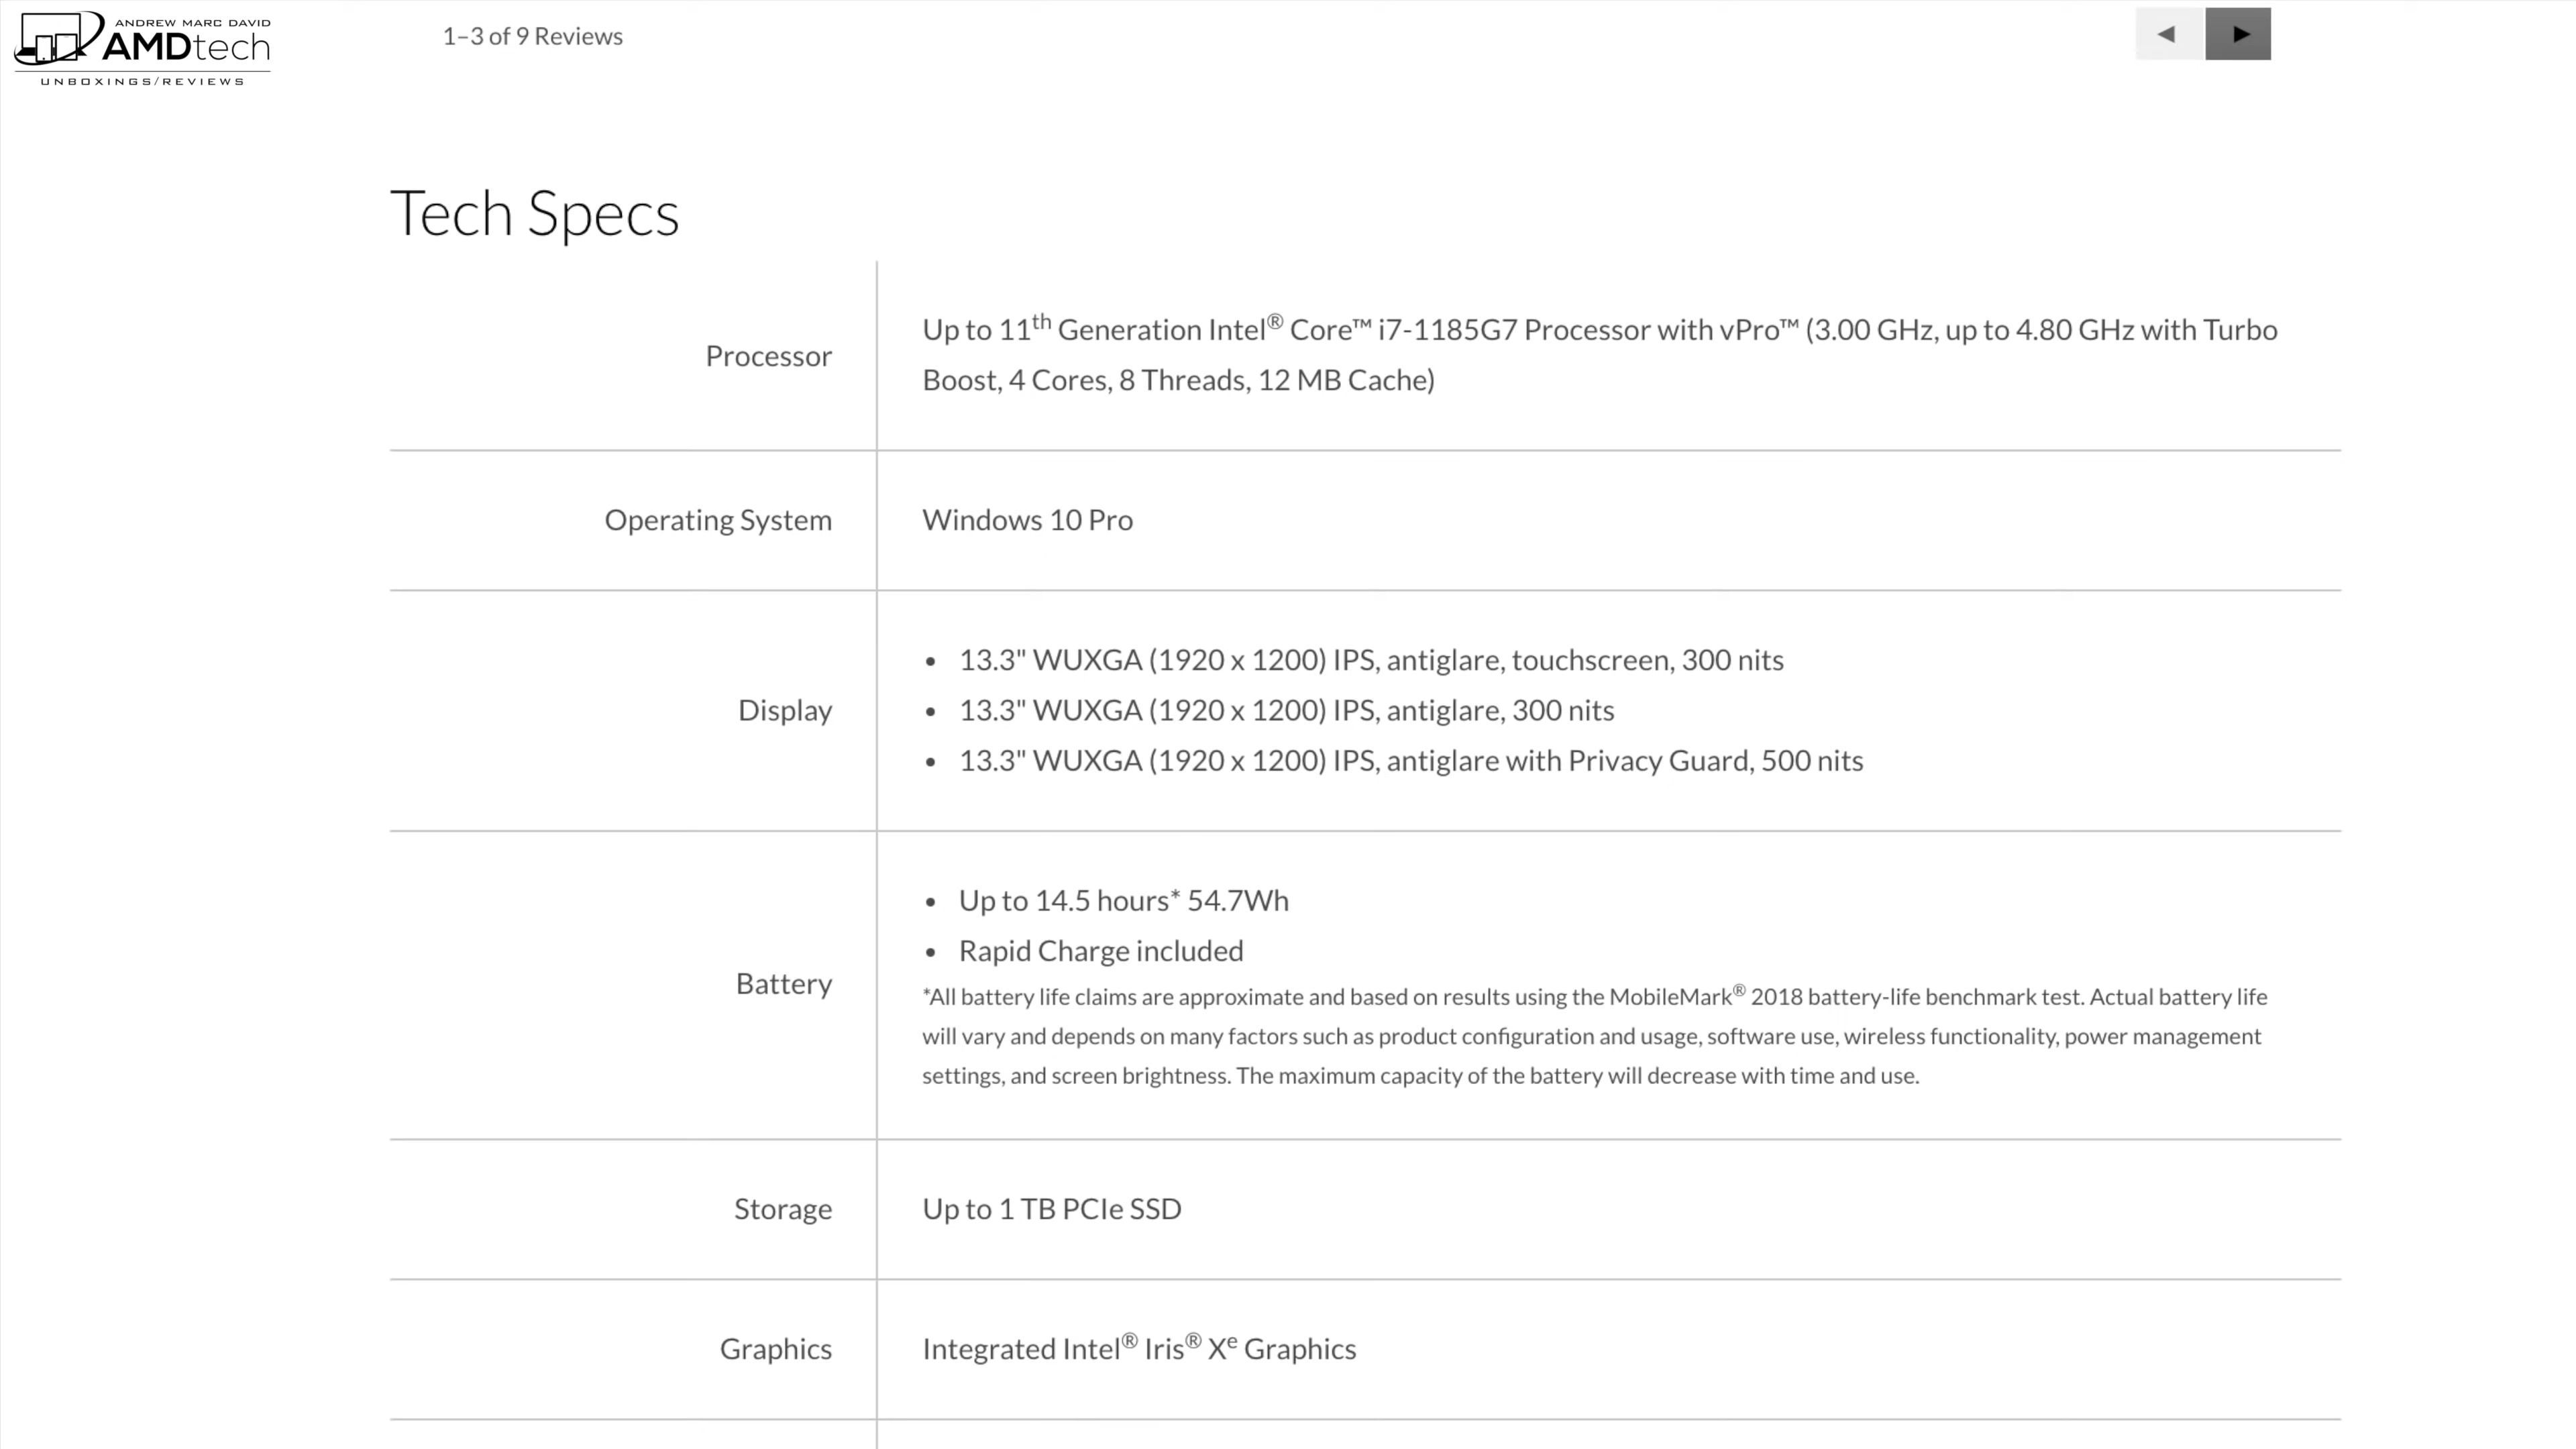 ANDREW MARC DAVID
AMDtech
UNBOXINGS/REVIEWS
1–3 of 9 Reviews
◄ ►
Tech Specs
Processor
Up to 11th Generation Intel® Core™ i7-1185G7 Processor with vPro™ (3.00 GHz, up to 4.80 GHz with Turbo
Boost, 4 Cores, 8 Threads, 12 MB Cache)
Operating System
Windows 10 Pro
Display
• 13.3" WUXGA (1920 x 1200) IPS, antiglare, touchscreen, 300 nits
• 13.3" WUXGA (1920 x 1200) IPS, antiglare, 300 nits
• 13.3" WUXGA (1920 x 1200) IPS, antiglare with Privacy Guard, 500 nits
Battery
• Up to 14.5 hours* 54.7Wh
• Rapid Charge included
*All battery life claims are approximate and based on results using the MobileMark® 2018 battery-life benchmark test. Actual battery life
will vary and depends on many factors such as product configuration and usage, software use, wireless functionality, power management
settings, and screen brightness. The maximum capacity of the battery will decrease with time and use.
Storage
Up to 1 TB PCIe SSD
Graphics
Integrated Intel® Iris® Xe Graphics